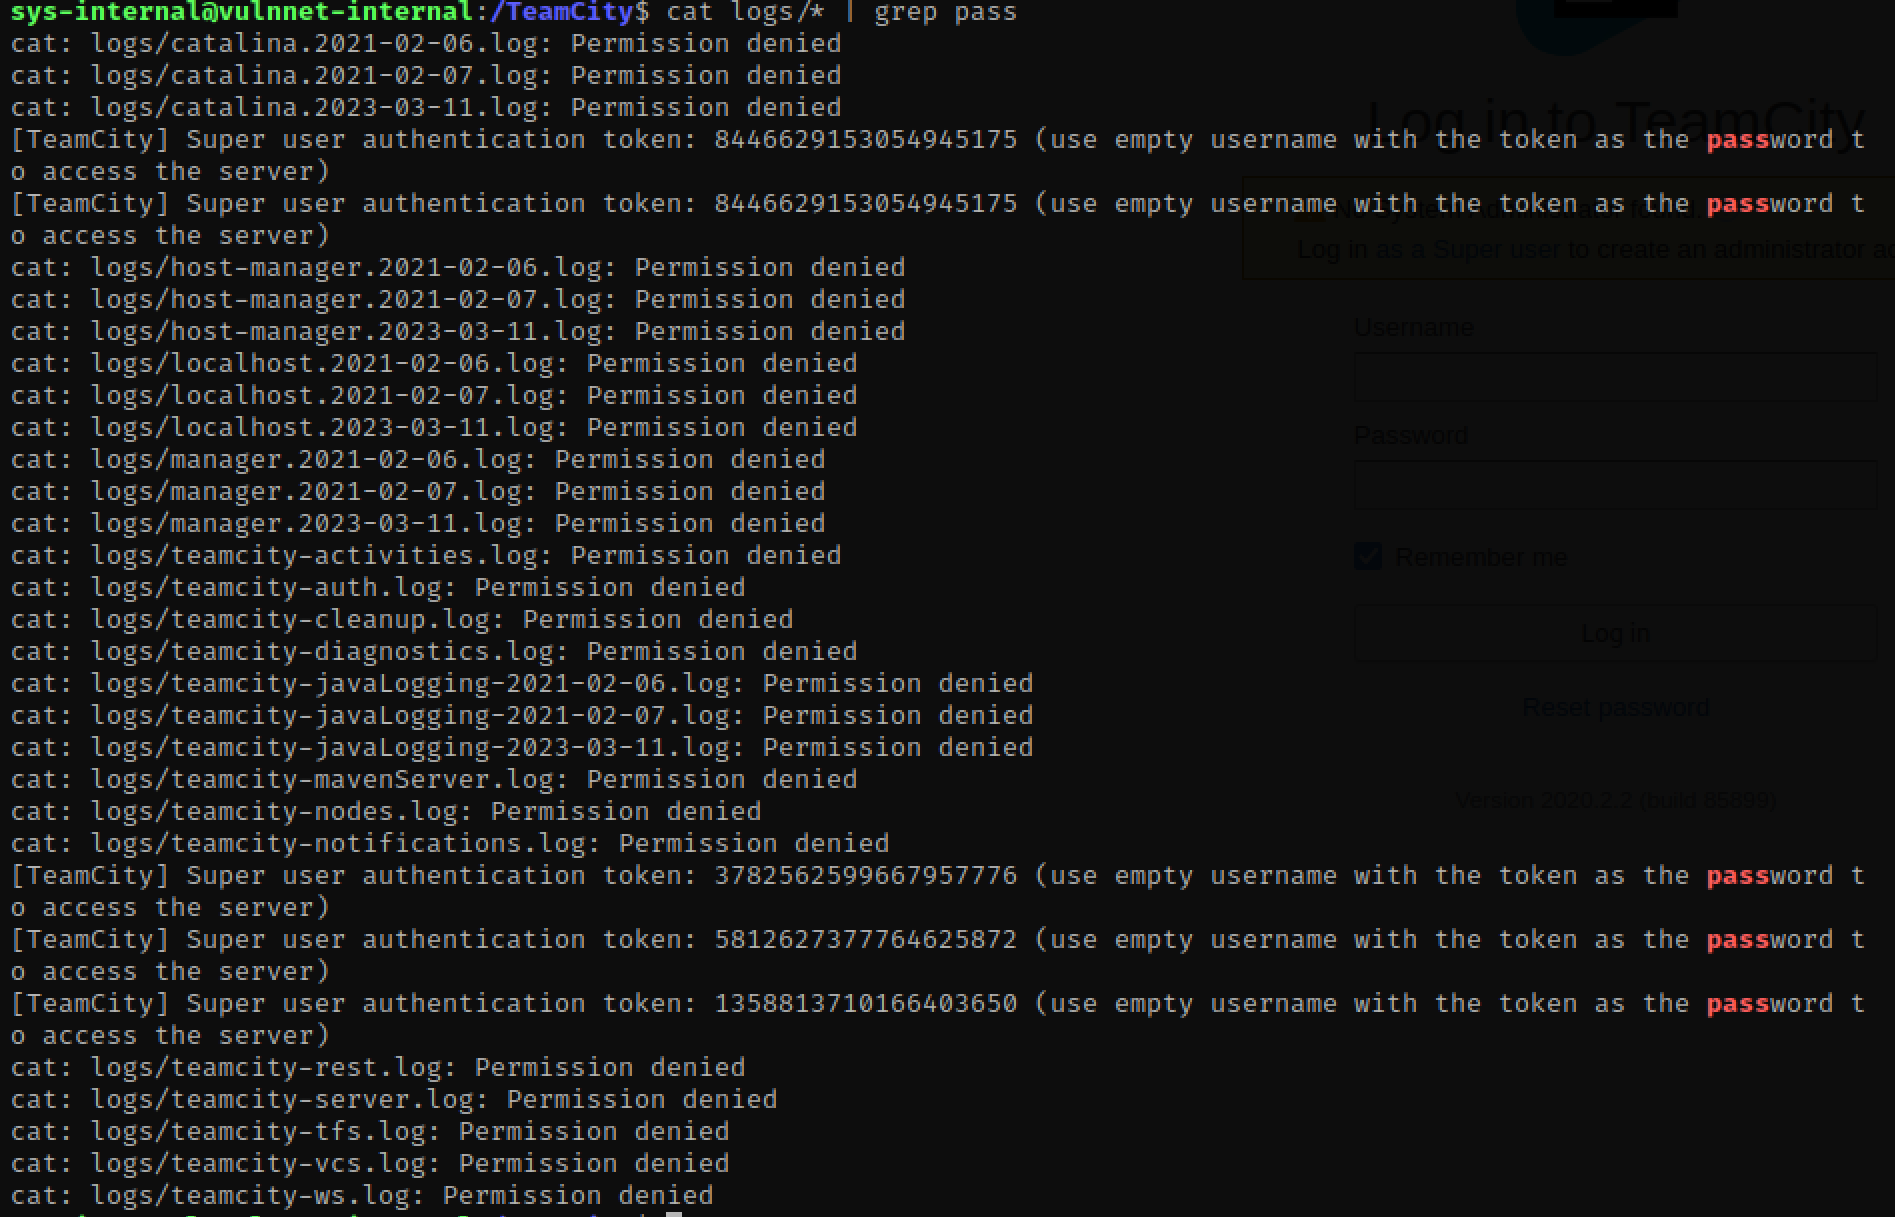 sys-internal@vulnnet-internal:/TeamCity$ cat logs/* | grep pass
cat: logs/catalina.2021-02-06.log: Permission denied
cat: logs/catalina.2021-02-07.log: Permission denied
cat: logs/catalina.2023-03-11.log: Permission denied
[TeamCity] Super user authentication token: 8446629153054945175 (use empty username with the token as the password t
o access the server)
[TeamCity] Super user authentication token: 8446629153054945175 (use empty username with the token as the password t
o access the server)
cat: logs/host-manager.2021-02-06.log: Permission denied
cat: logs/host-manager.2021-02-07.log: Permission denied
cat: logs/host-manager.2023-03-11.log: Permission denied
cat: logs/localhost.2021-02-06.log: Permission denied
cat: logs/localhost.2021-02-07.log: Permission denied
cat: logs/localhost.2023-03-11.log: Permission denied
cat: logs/manager.2021-02-06.log: Permission denied
cat: logs/manager.2021-02-07.log: Permission denied
cat: logs/manager.2023-03-11.log: Permission denied
cat: logs/teamcity-activities.log: Permission denied
cat: logs/teamcity-auth.log: Permission denied
cat: logs/teamcity-cleanup.log: Permission denied
cat: logs/teamcity-diagnostics.log: Permission denied
cat: logs/teamcity-javaLogging-2021-02-06.log: Permission denied
cat: logs/teamcity-javaLogging-2021-02-07.log: Permission denied
cat: logs/teamcity-javaLogging-2023-03-11.log: Permission denied
cat: logs/teamcity-mavenServer.log: Permission denied
cat: logs/teamcity-nodes.log: Permission denied
cat: logs/teamcity-notifications.log: Permission denied
[TeamCity] Super user authentication token: 3782562599667957776 (use empty username with the token as the password t
o access the server)
[TeamCity] Super user authentication token: 5812627377764625872 (use empty username with the token as the password t
o access the server)
[TeamCity] Super user authentication token: 1358813710166403650 (use empty username with the token as the password t
o access the server)
cat: logs/teamcity-rest.log: Permission denied
cat: logs/teamcity-server.log: Permission denied
cat: logs/teamcity-tfs.log: Permission denied
cat: logs/teamcity-vcs.log: Permission denied
cat: logs/teamcity-ws.log: Permission denied
Log in to TeamCity
No System Administrator found.
Log in as a Super user to create an administrator
Username
Password
Remember me
Log in
Reset password
Version 2020.2.2 (build 85899)